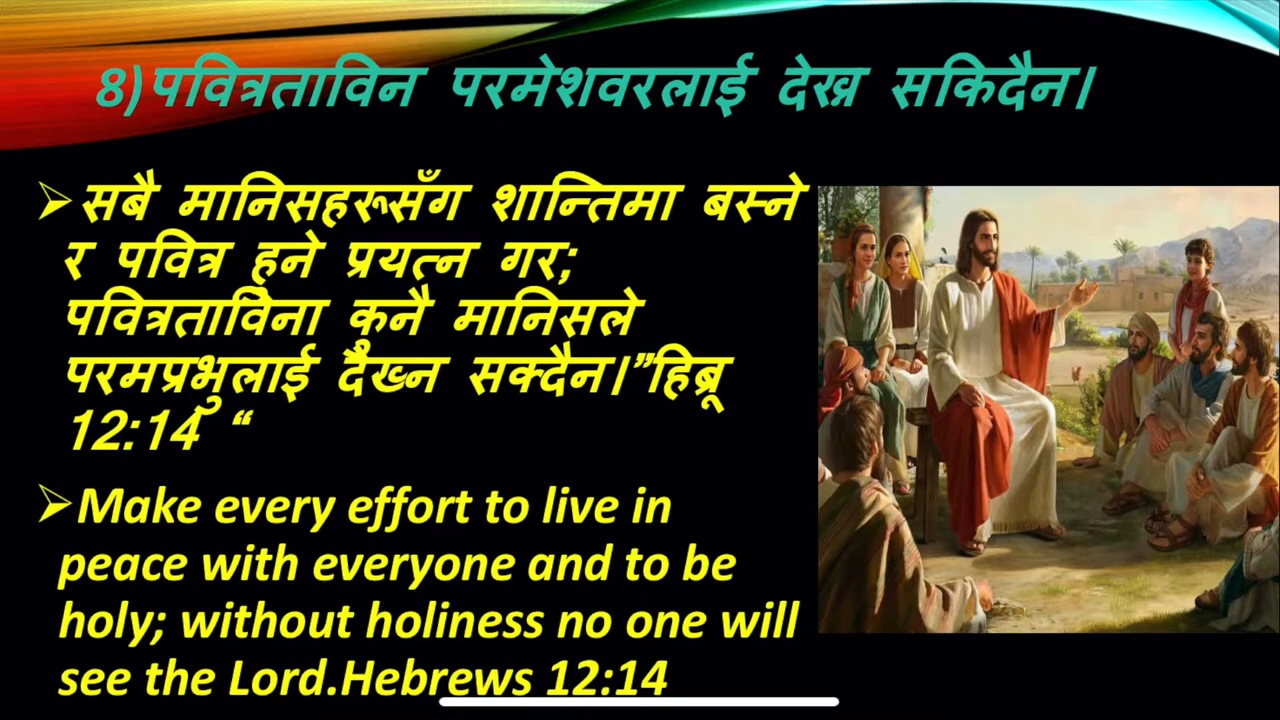 8)पवित्रताविन परमेशवरलाई देख्न सकिदैन।
➢सबै मानिसहरूसँग शान्तिमा बस्ने
र पवित्र हुने प्रयत्न गर;
पवित्रताविना कुनै मानिसले
परमप्रभुलाई देख्न सक्दैन।”हिब्रू
12:14 “
➢Make every effort to live in
peace with everyone and to be
holy; without holiness no one will
see the Lord.Hebrews 12:14